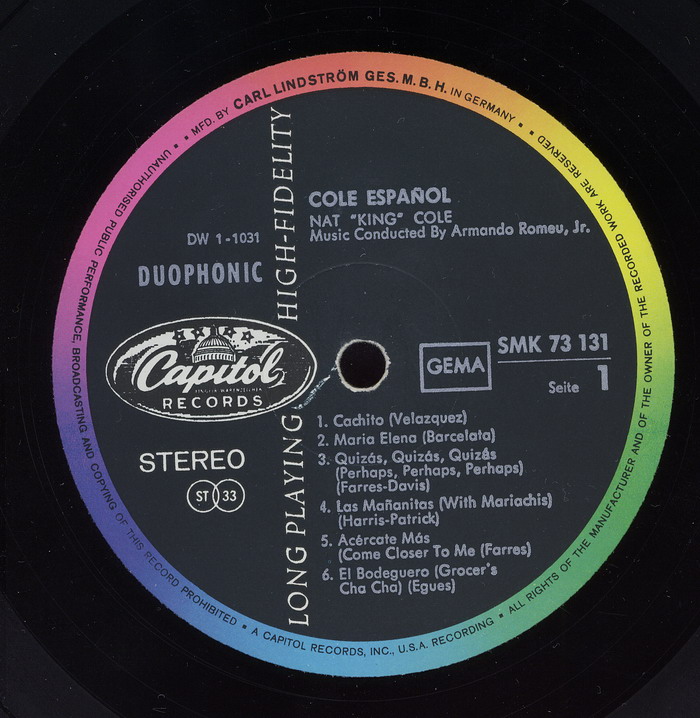 UNAUTHORISED PUBLIC PERFORMANCE, BROADCASTING AND COPYING OF THIS RECORD PROHIBITED ▪ A CAPITOL RECORDS, INC., U.S.A. RECORDING ▪ ALL RIGHTS OF THE MANUFACTURER AND OF THE OWNER OF THE RECORDED WORK ARE RESERVED ▪
▪ MFD. BY CARL LINDSTRÖM GES. M. B. H. IN GERMANY ▪
LONG PLAYING HIGH-FIDELITY
COLE ESPAÑOL
NAT "KING" COLE
Music Conducted By Armando Romeu, Jr.
DW 1-1031
DUOPHONIC
Capitol
RECORDS
STEREO
ST 33
GEMA
SMK 73 131
Seite 1
1. Cachito (Velazquez)
2. Maria Elena (Barcelata)
3. Quizás, Quizás, Quizás
(Perhaps, Perhaps, Perhaps)
(Farres-Davis)
4. Las Mañanitas (With Mariachis)
(Harris-Patrick)
5. Acércate Más
(Come Closer To Me (Farres)
6. El Bodeguero (Grocer's
Cha Cha) (Egues)